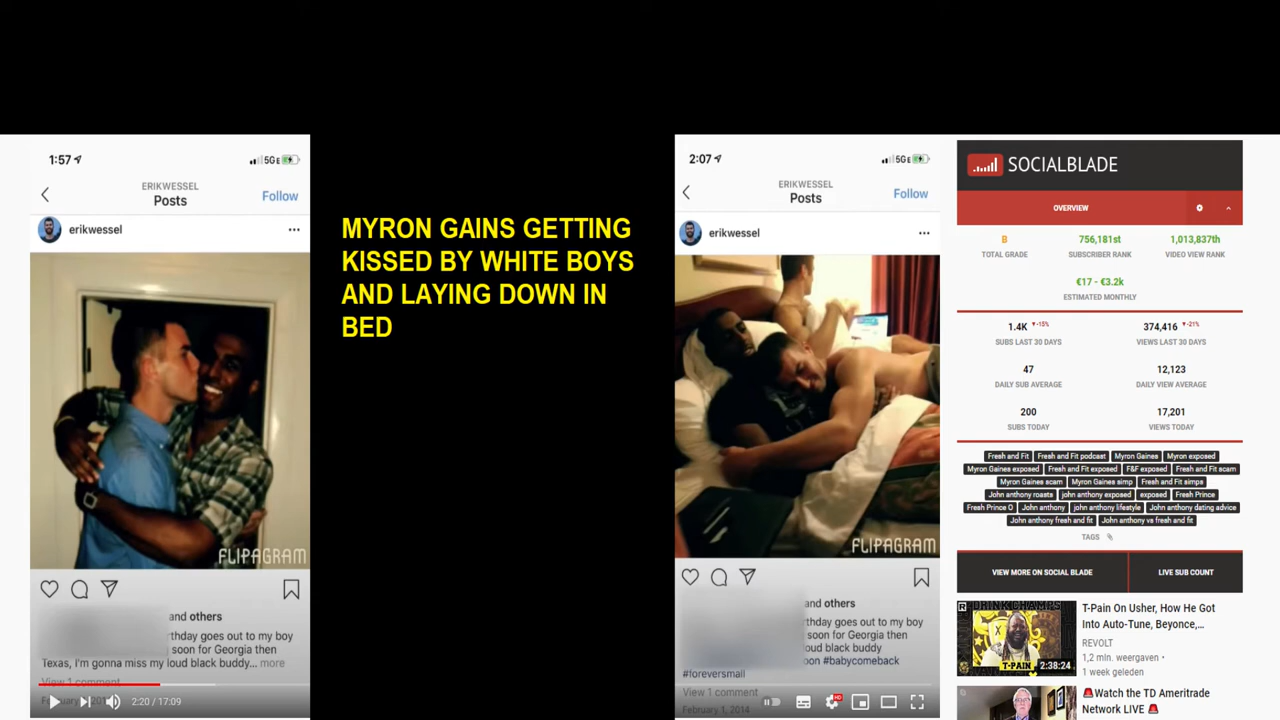 1:57
5GE
ERIKWESSEL
Posts
Follow
erikwessel
FLIPAGRAM
and others
rthday goes out to my boy
soon for Georgia then
Texas, I'm gonna miss my loud black buddy... more
View 1 comment
2:20 / 17:09
MYRON GAINS GETTING
KISSED BY WHITE BOYS
AND LAYING DOWN IN
BED
2:07
5GE
ERIKWESSEL
Posts
Follow
erikwessel
FLIPAGRAM
and others
rthday goes out to my boy
soon for Georgia then
loud black buddy
oon #babycomeback
#foreversmall
View 1 comment
February 1, 2014
HD
SOCIALBLADE
OVERVIEW
B
TOTAL GRADE
756,181st
SUBSCRIBER RANK
1,013,837th
VIDEO VIEW RANK
€17 - €3.2k
ESTIMATED MONTHLY
1.4K ▼-15%
SUBS LAST 30 DAYS
374,416 ▼-21%
VIEWS LAST 30 DAYS
47
DAILY SUB AVERAGE
12,123
DAILY VIEW AVERAGE
200
SUBS TODAY
17,201
VIEWS TODAY
Fresh and Fit Fresh and Fit podcast Myron Gaines Myron exposed
Myron Gaines exposed Fresh and Fit exposed F&F exposed Fresh and Fit scam
Myron Gaines scam Myron Gaines simp Fresh and Fit simps
John anthony roasts john anthony exposed exposed Fresh Prince
Fresh Prince O John anthony john anthony lifestyle John anthony dating advice
John anthony fresh and fit John anthony vs fresh and fit
TAGS
VIEW MORE ON SOCIAL BLADE
LIVE SUB COUNT
DRINK CHAMPS
T-PAIN
2:38:24
T-Pain On Usher, How He Got
Into Auto-Tune, Beyonce,...
REVOLT
1,2 mln. weergaven •
1 week geleden
🚨Watch the TD Ameritrade
Network LIVE 🚨